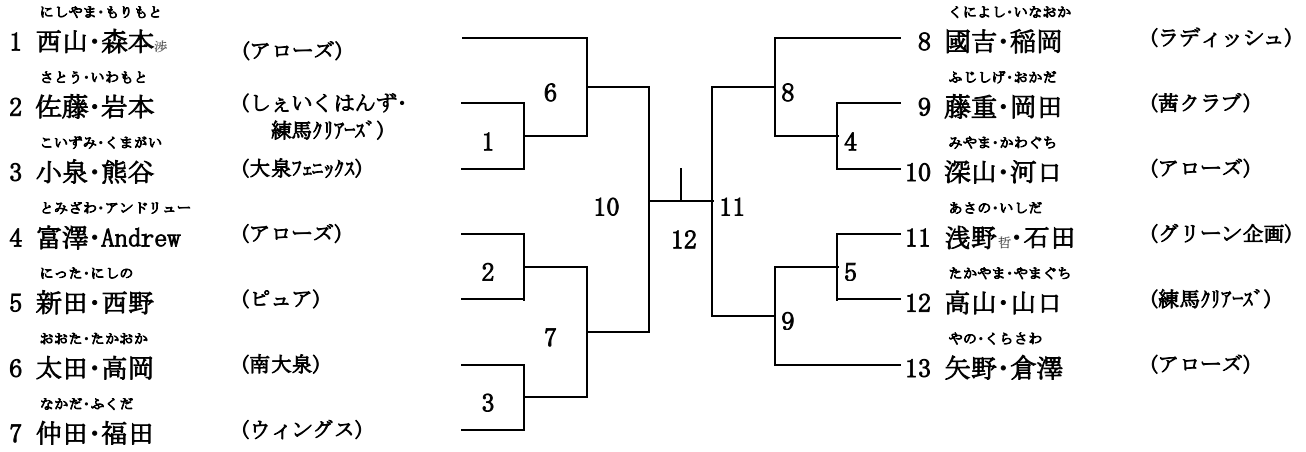 にしやま・もりもと
1 西山・森本渉 (アローズ)
さとう・いわもと
2 佐藤・岩本 (しぇいくはんず・
練馬ｸﾘｱｰｽﾞ)
こいずみ・くまがい
3 小泉・熊谷 (大泉ﾌｪﾆｯｸｽ)
とみざわ・アンドリュー
4 富澤・Andrew (アローズ)
にった・にしの
5 新田・西野 (ピュア)
おおた・たかおか
6 太田・高岡 (南大泉)
なかだ・ふくだ
7 仲田・福田 (ウィングス)
6
1
10
2
7
3
12
11
8
4
5
9
くによし・いなおか
8 國吉・稲岡 (ラディッシュ)
ふじしげ・おかだ
9 藤重・岡田 (茜クラブ)
みやま・かわぐち
10 深山・河口 (アローズ)
あさの・いしだ
11 浅野哲・石田 (グリーン企画)
たかやま・やまぐち
12 高山・山口 (練馬ｸﾘｱｰｽﾞ)
やの・くらさわ
13 矢野・倉澤 (アローズ)